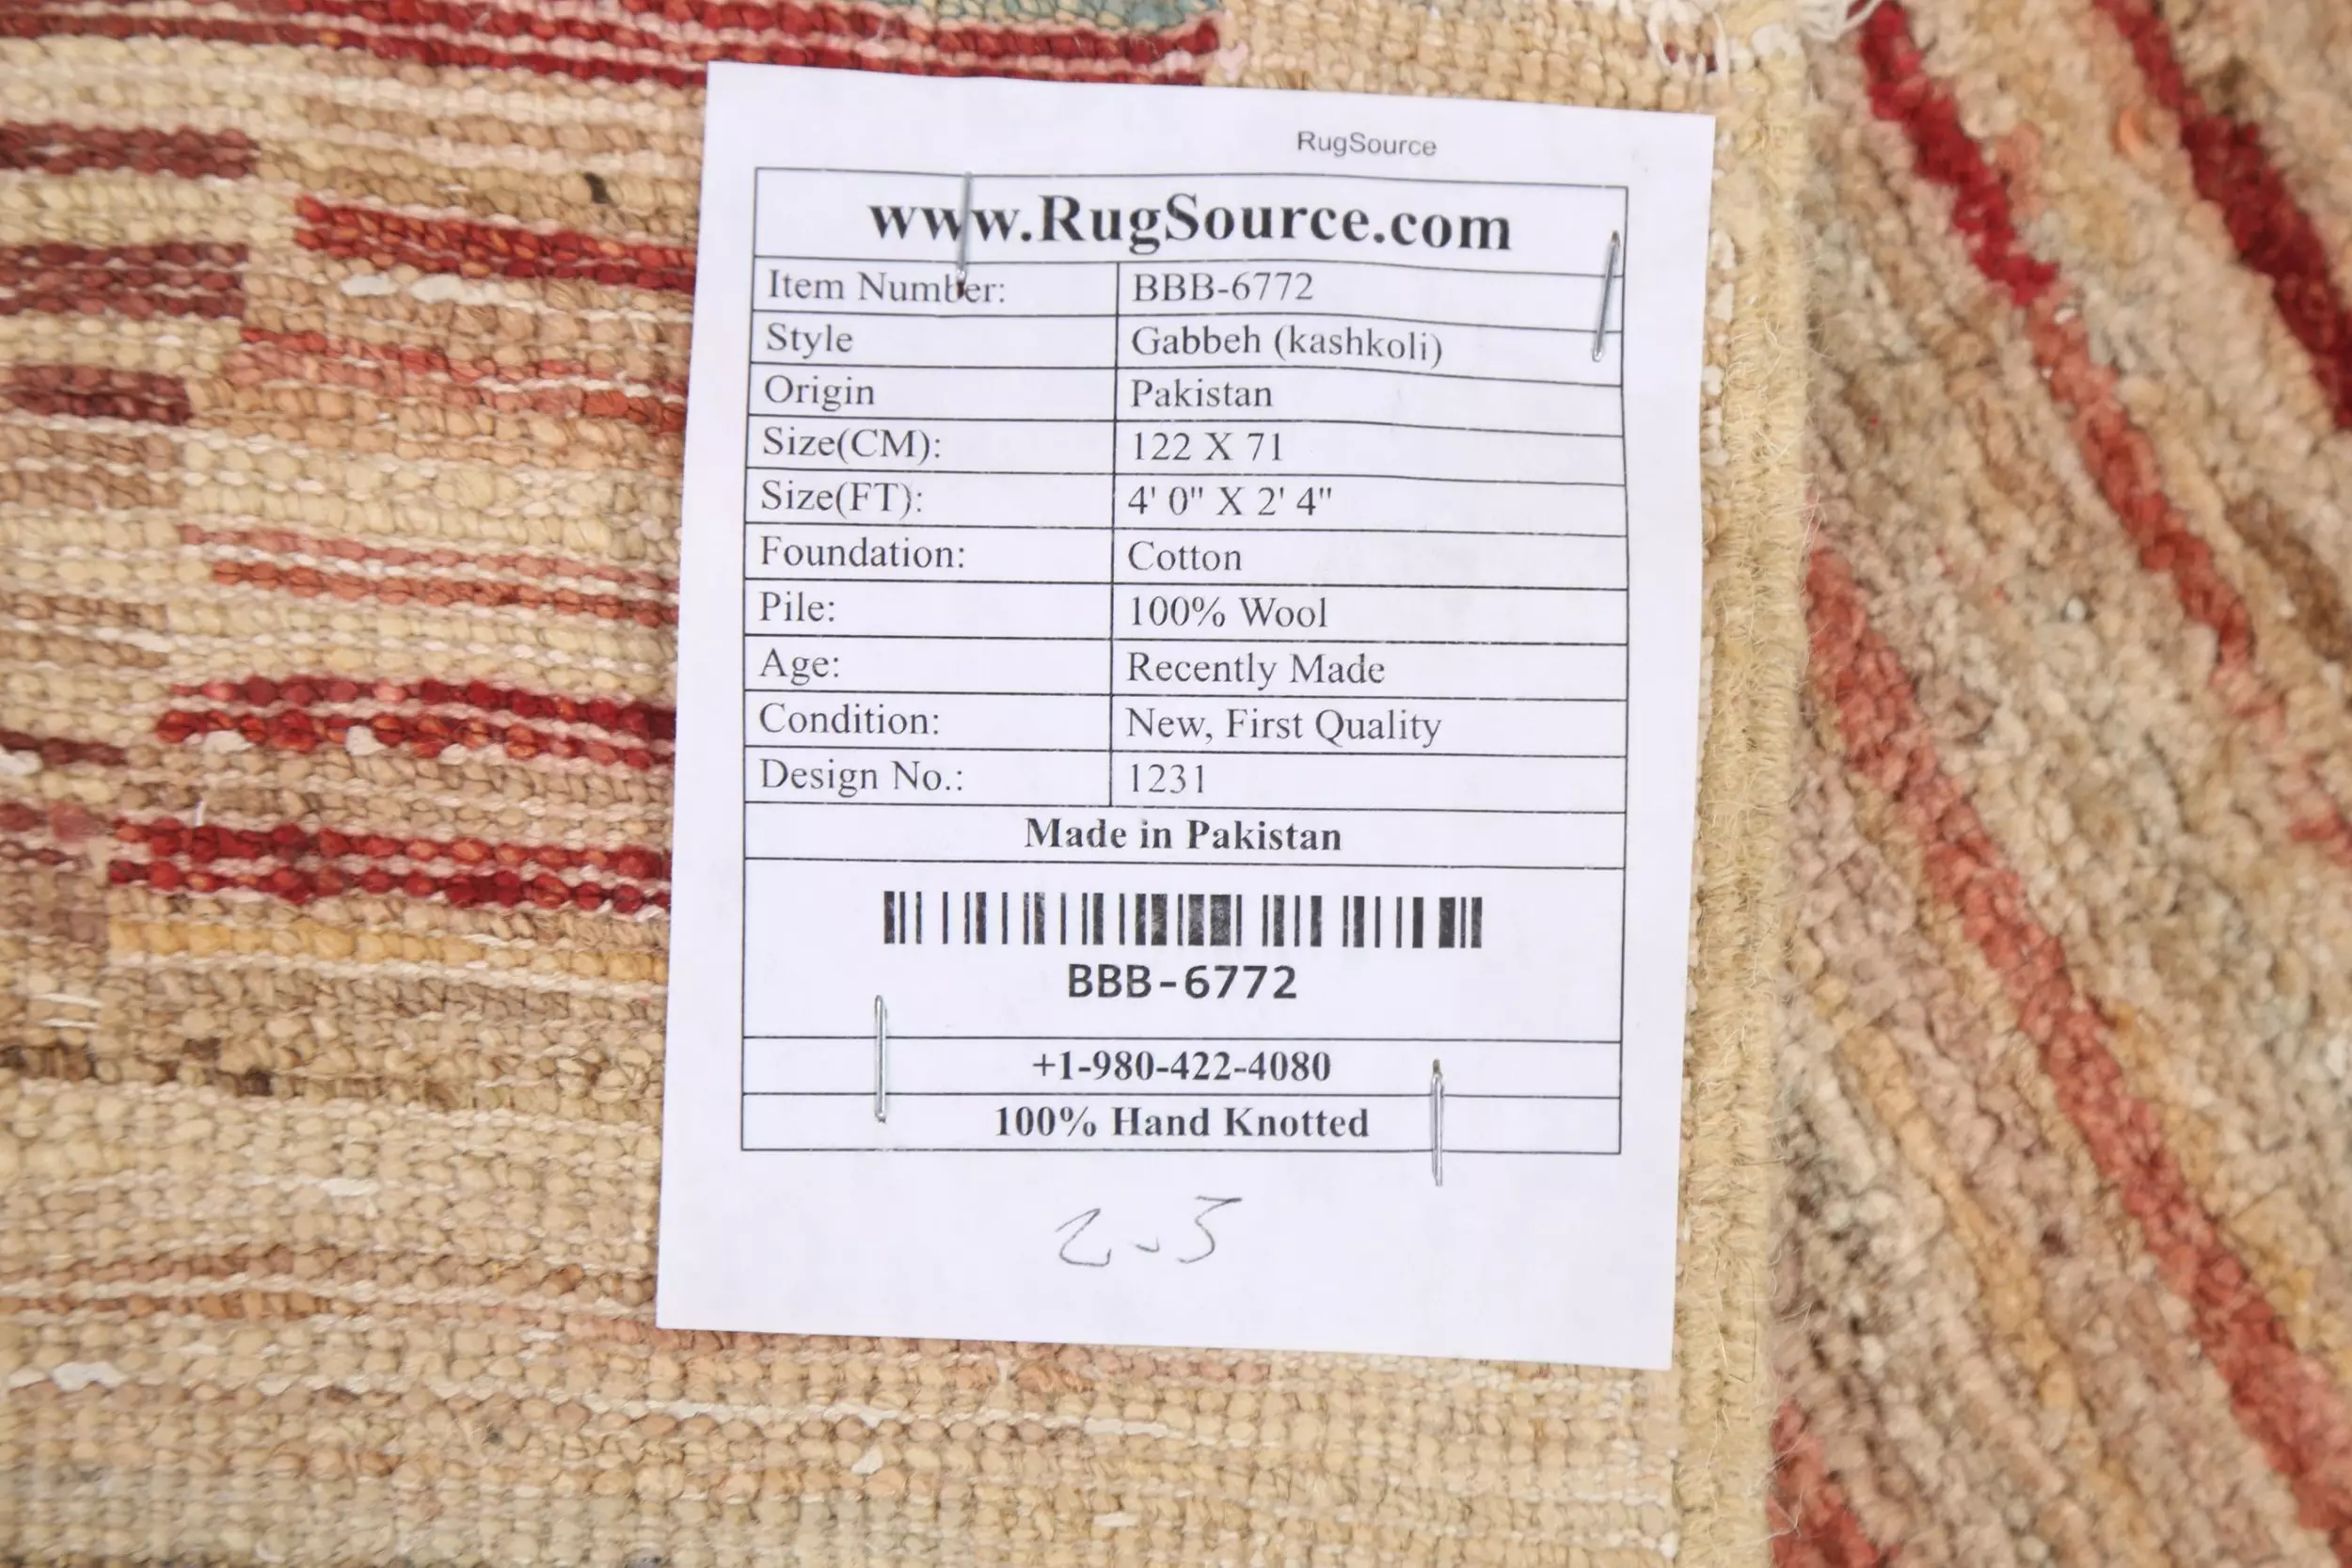 RugSource
www.RugSource.com
Item Number: BBB-6772
Style Gabbeh (kashkoli)
Origin Pakistan
Size(CM): 122 X 71
Size(FT): 4' 0" X 2' 4"
Foundation: Cotton
Pile: 100% Wool
Age: Recently Made
Condition: New, First Quality
Design No.: 1231
Made in Pakistan
BBB-6772
+1-980-422-4080
100% Hand Knotted
2-5